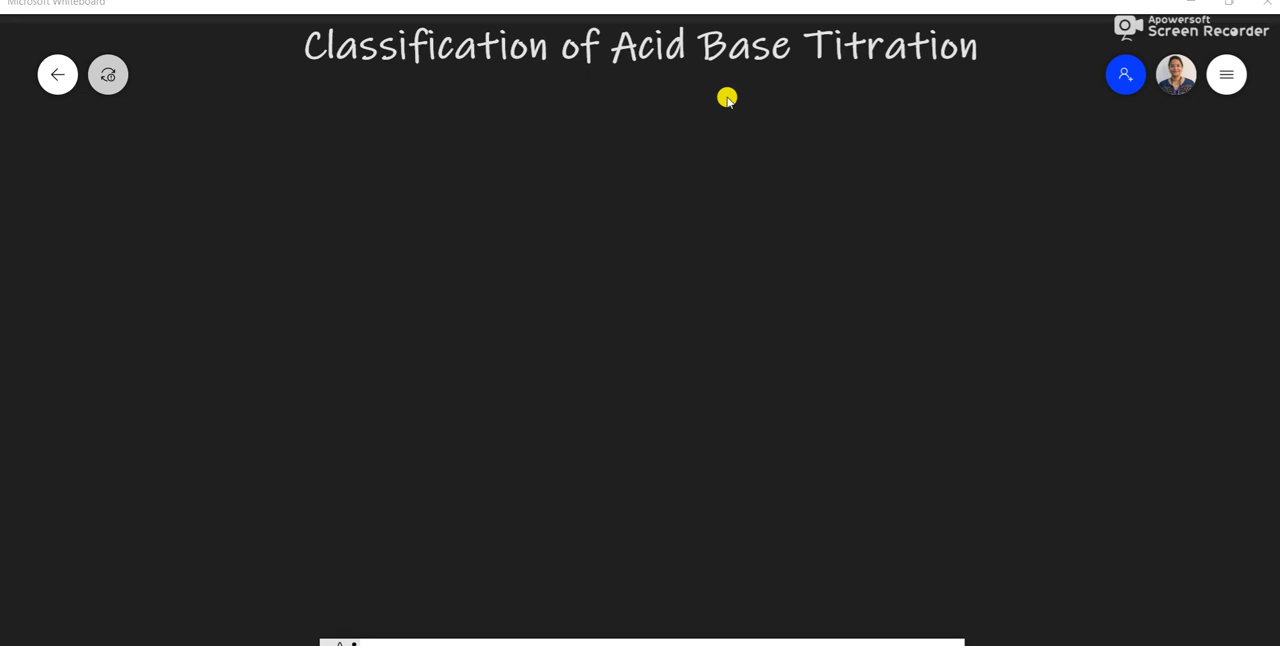 Microsoft Whiteboard
Classification of Acid Base Titration
Apowersoft
Screen Recorder